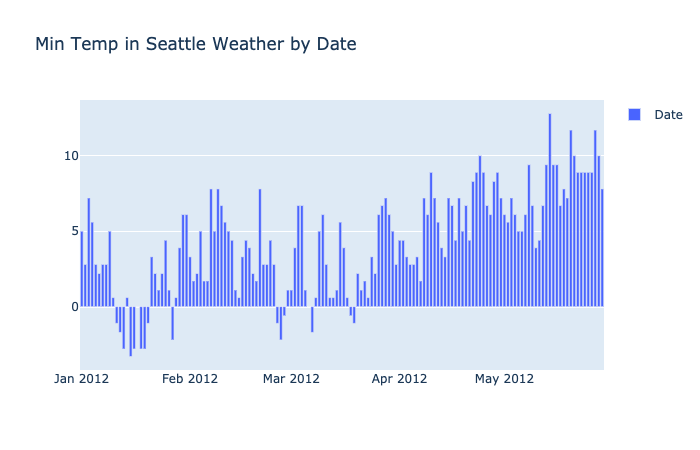 Min Temp in Seattle Weather by Date
Date
10
5
0
Jan 2012
Feb 2012
Mar 2012
Apr 2012
May 2012